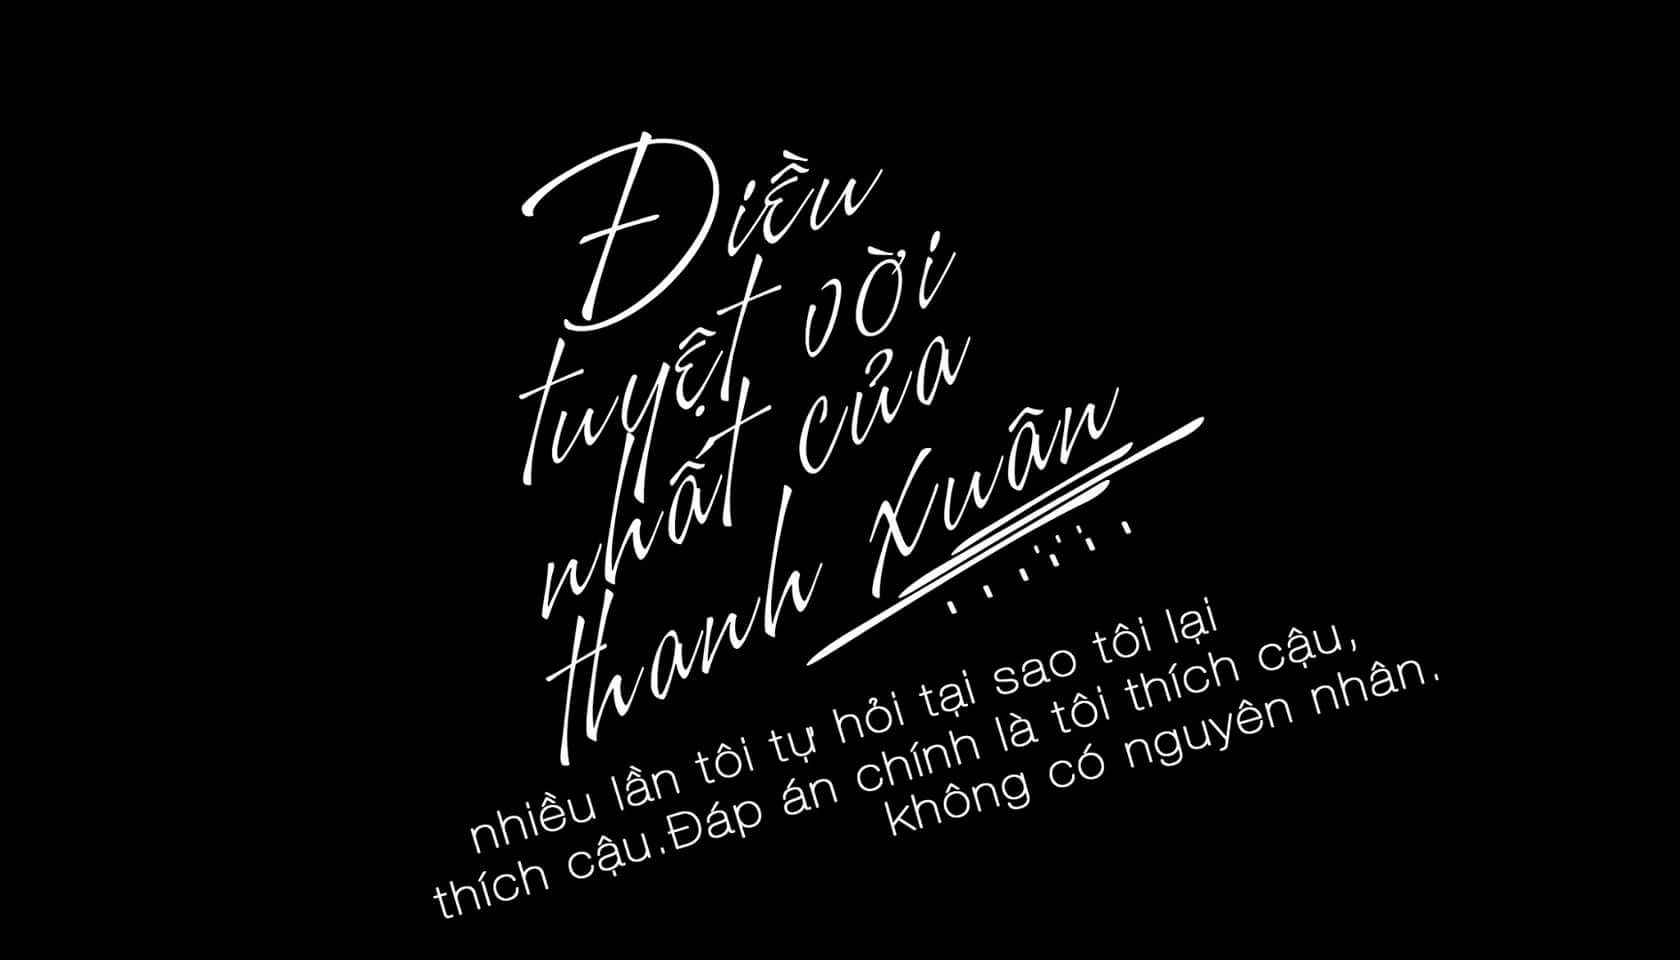 Điều
tuyệt vời
nhất của
thanh xuân
nhiều lần tôi tự hỏi tại sao tôi lại
thích cậu.Đáp án chính là tôi thích cậu,
không có nguyên nhân.